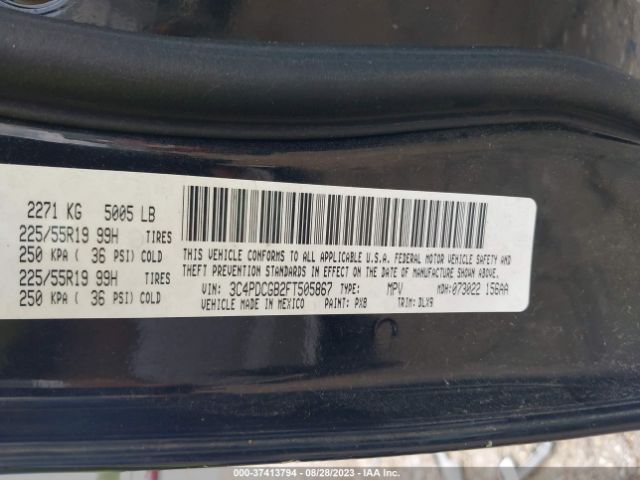 2271 KG 5005 LB
225/55R19 99H TIRES
250 KPA ( 36 PSI) COLD
225/55R19 99H TIRES
250 KPA ( 36 PSI) COLD
THIS VEHICLE CONFORMS TO ALL APPLICABLE U.S.A. FEDERAL MOTOR VEHICLE SAFETY AND
THEFT PREVENTION STANDARDS IN EFFECT ON THE DATE OF MANUFACTURE SHOWN ABOVE.
VIN: 3C4PDCGB2FT505867 TYPE: MPV MDH:073022 156AA
VEHICLE MADE IN MEXICO PAINT: PX8 TRIM: DLX9
000-37413794 | 08/28/2023 - IAA Inc.